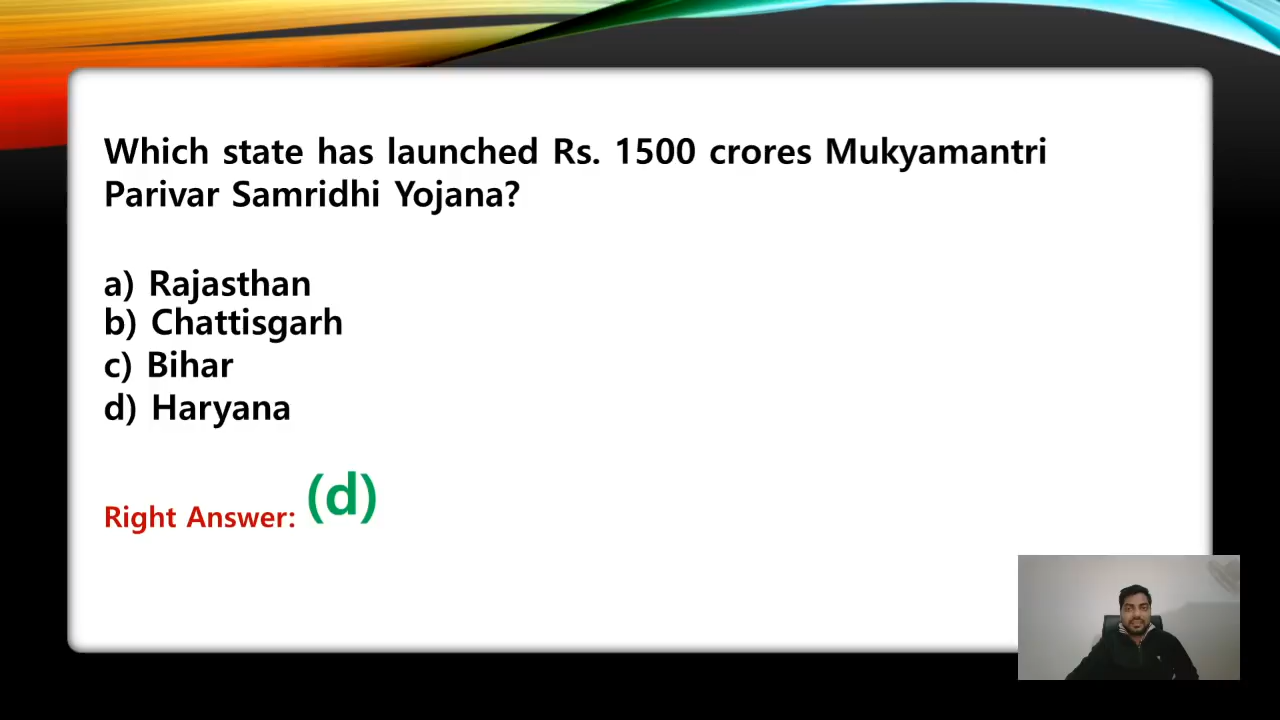 Which state has launched Rs. 1500 crores Mukyamantri
Parivar Samridhi Yojana?
a) Rajasthan
b) Chattisgarh
c) Bihar
d) Haryana
Right Answer: (d)